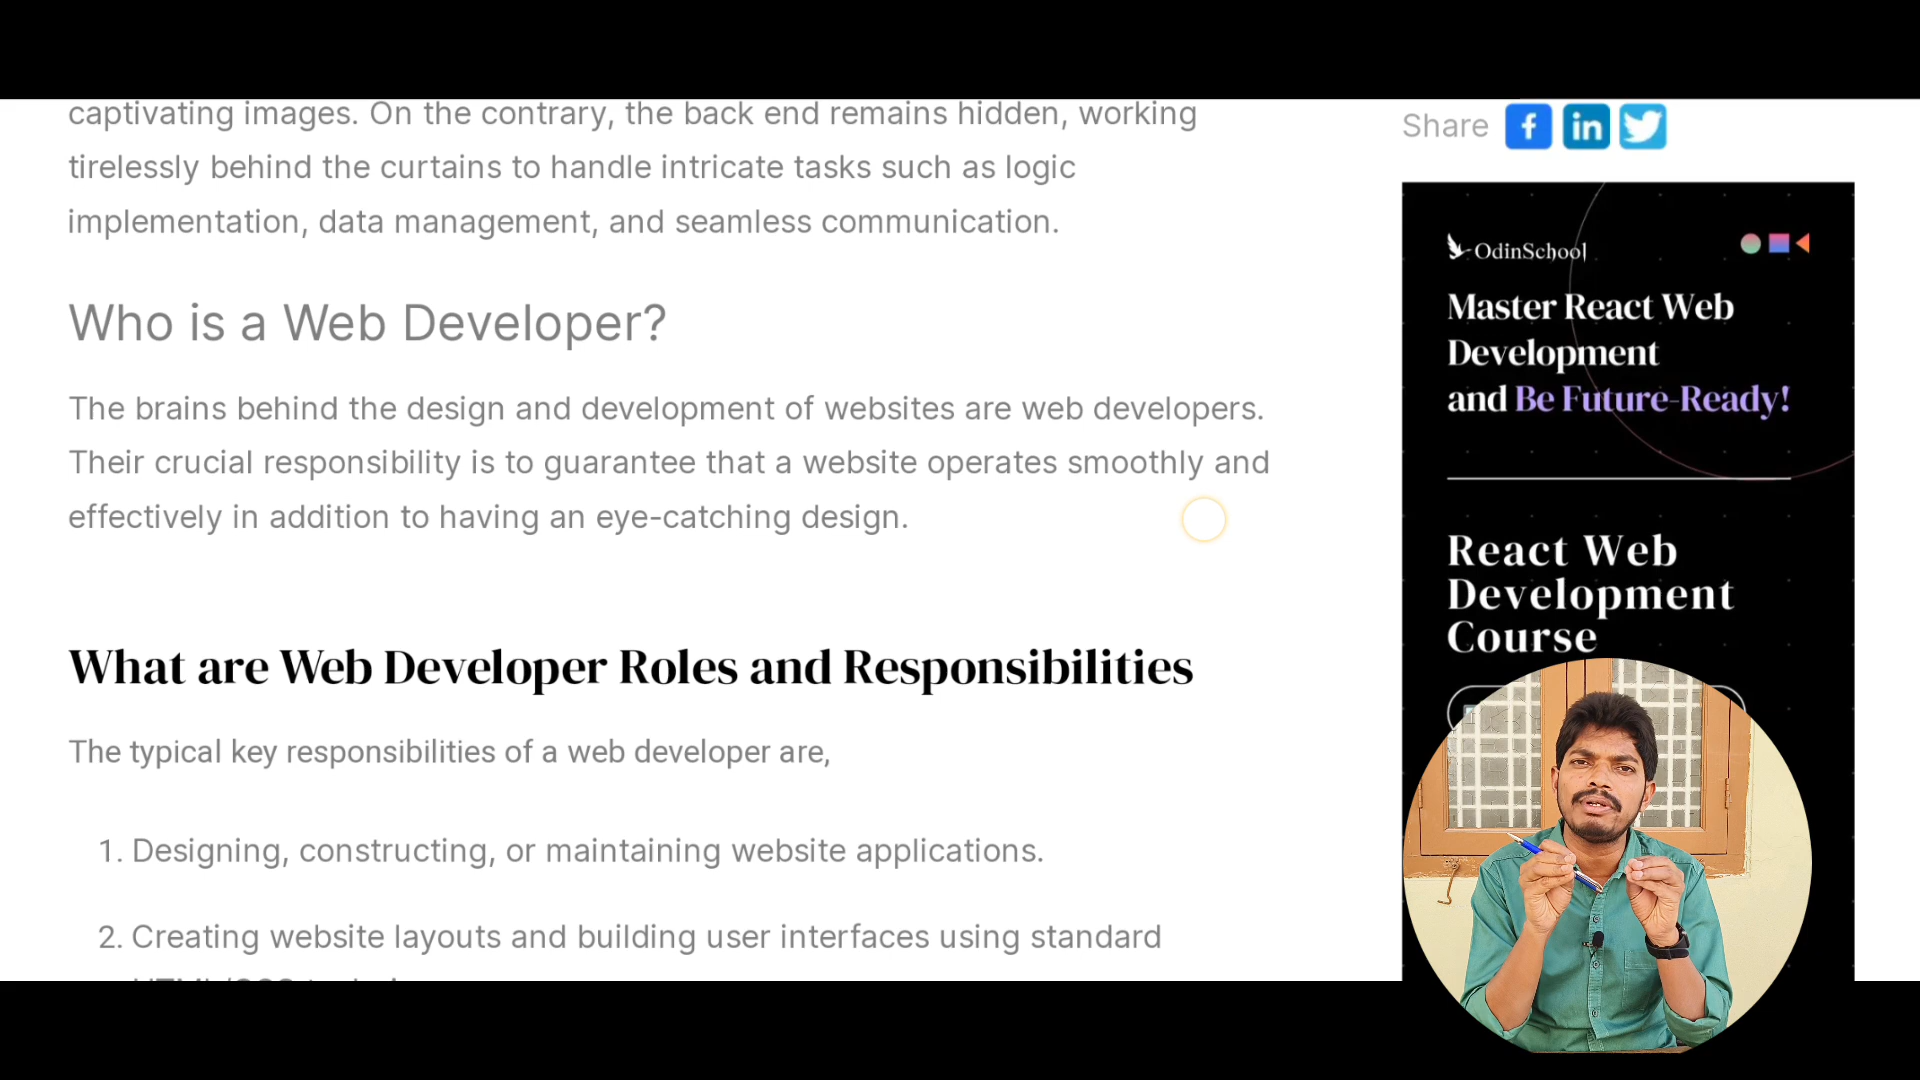 captivating images. On the contrary, the back end remains hidden, working
tirelessly behind the curtains to handle intricate tasks such as logic
implementation, data management, and seamless communication.
Who is a Web Developer?
The brains behind the design and development of websites are web developers.
Their crucial responsibility is to guarantee that a website operates smoothly and
effectively in addition to having an eye-catching design.
What are Web Developer Roles and Responsibilities
The typical key responsibilities of a web developer are,
1. Designing, constructing, or maintaining website applications.
2. Creating website layouts and building user interfaces using standard
Share
OdinSchool
Master React Web
Development
and Be Future-Ready!
React Web
Development
Course